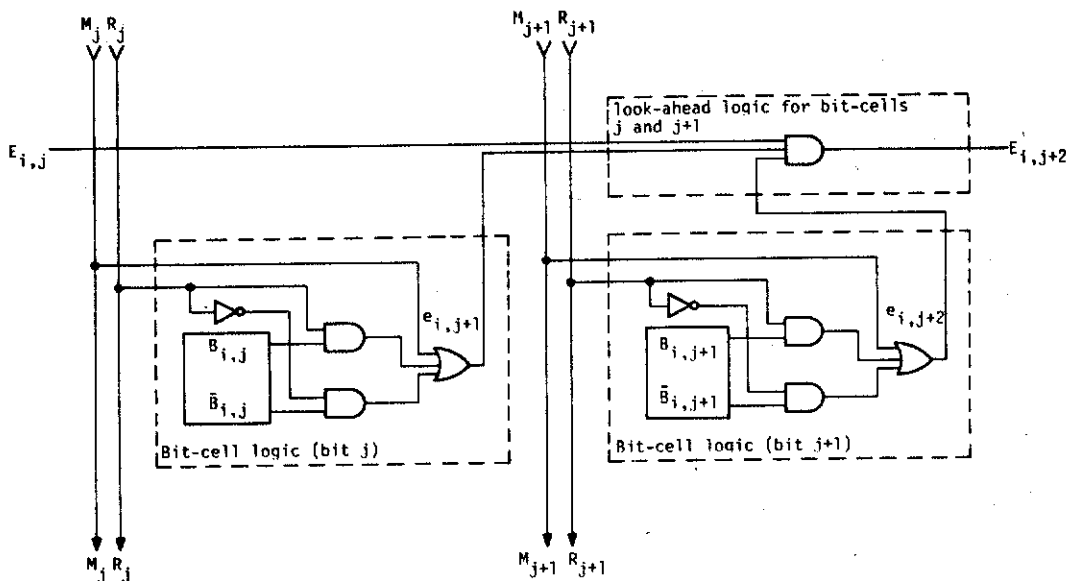 M_j R_j
M_{j+1} R_{j+1}
look-ahead logic for bit-cells
j and j+1
E_{i,j}
E_{i,j+2}
e_{i,j+1}
B_{i,j}
B̄_{i,j}
Bit-cell logic (bit j)
e_{i,j+2}
B_{i,j+1}
B̄_{i,j+1}
Bit-cell logic (bit j+1)
M_j R_j
M_{j+1} R_{j+1}